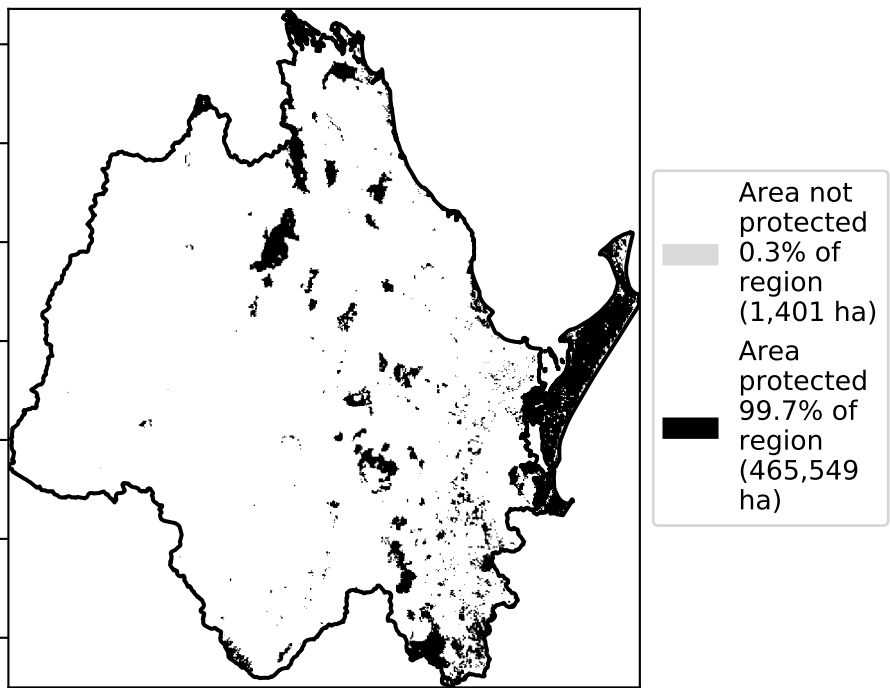 Area not
protected
0.3% of
region
(1,401 ha)
Area
protected
99.7% of
region
(465,549
ha)